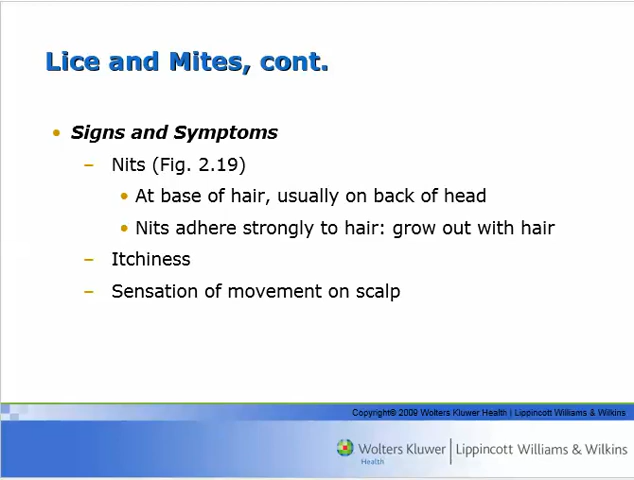 Lice and Mites, cont.
• Signs and Symptoms
– Nits (Fig. 2.19)
• At base of hair, usually on back of head
• Nits adhere strongly to hair: grow out with hair
– Itchiness
– Sensation of movement on scalp
Copyright© 2009 Wolters Kluwer Health | Lippincott Williams & Wilkins
Wolters Kluwer | Lippincott Williams & Wilkins
Health